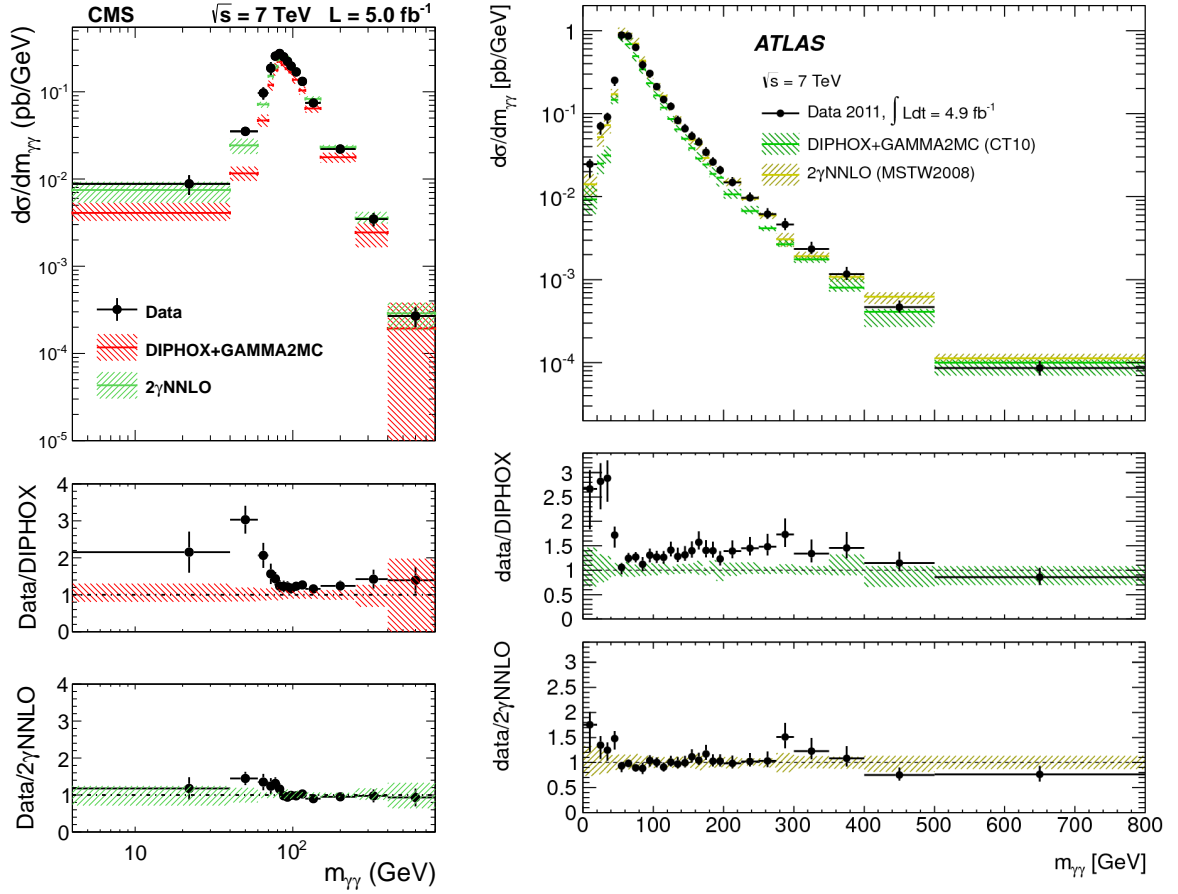 CMS √s = 7 TeV L = 5.0 fb⁻¹
dσ/dm_γγ (pb/GeV)
10⁻¹
10⁻²
10⁻³
10⁻⁴
10⁻⁵
Data
DIPHOX+GAMMA2MC
2γNNLO
Data/DIPHOX
4
3
2
1
0
Data/2γNNLO
4
3
2
1
0
10 10²
m_γγ (GeV)
dσ/dm_γγ [pb/GeV]
1
10⁻¹
10⁻²
10⁻³
10⁻⁴
ATLAS
√s = 7 TeV
Data 2011, ∫ Ldt = 4.9 fb⁻¹
DIPHOX+GAMMA2MC (CT10)
2γNNLO (MSTW2008)
data/DIPHOX
3
2.5
2
1.5
1
0.5
0
data/2γNNLO
3
2.5
2
1.5
1
0.5
0
0 100 200 300 400 500 600 700 800
m_γγ [GeV]